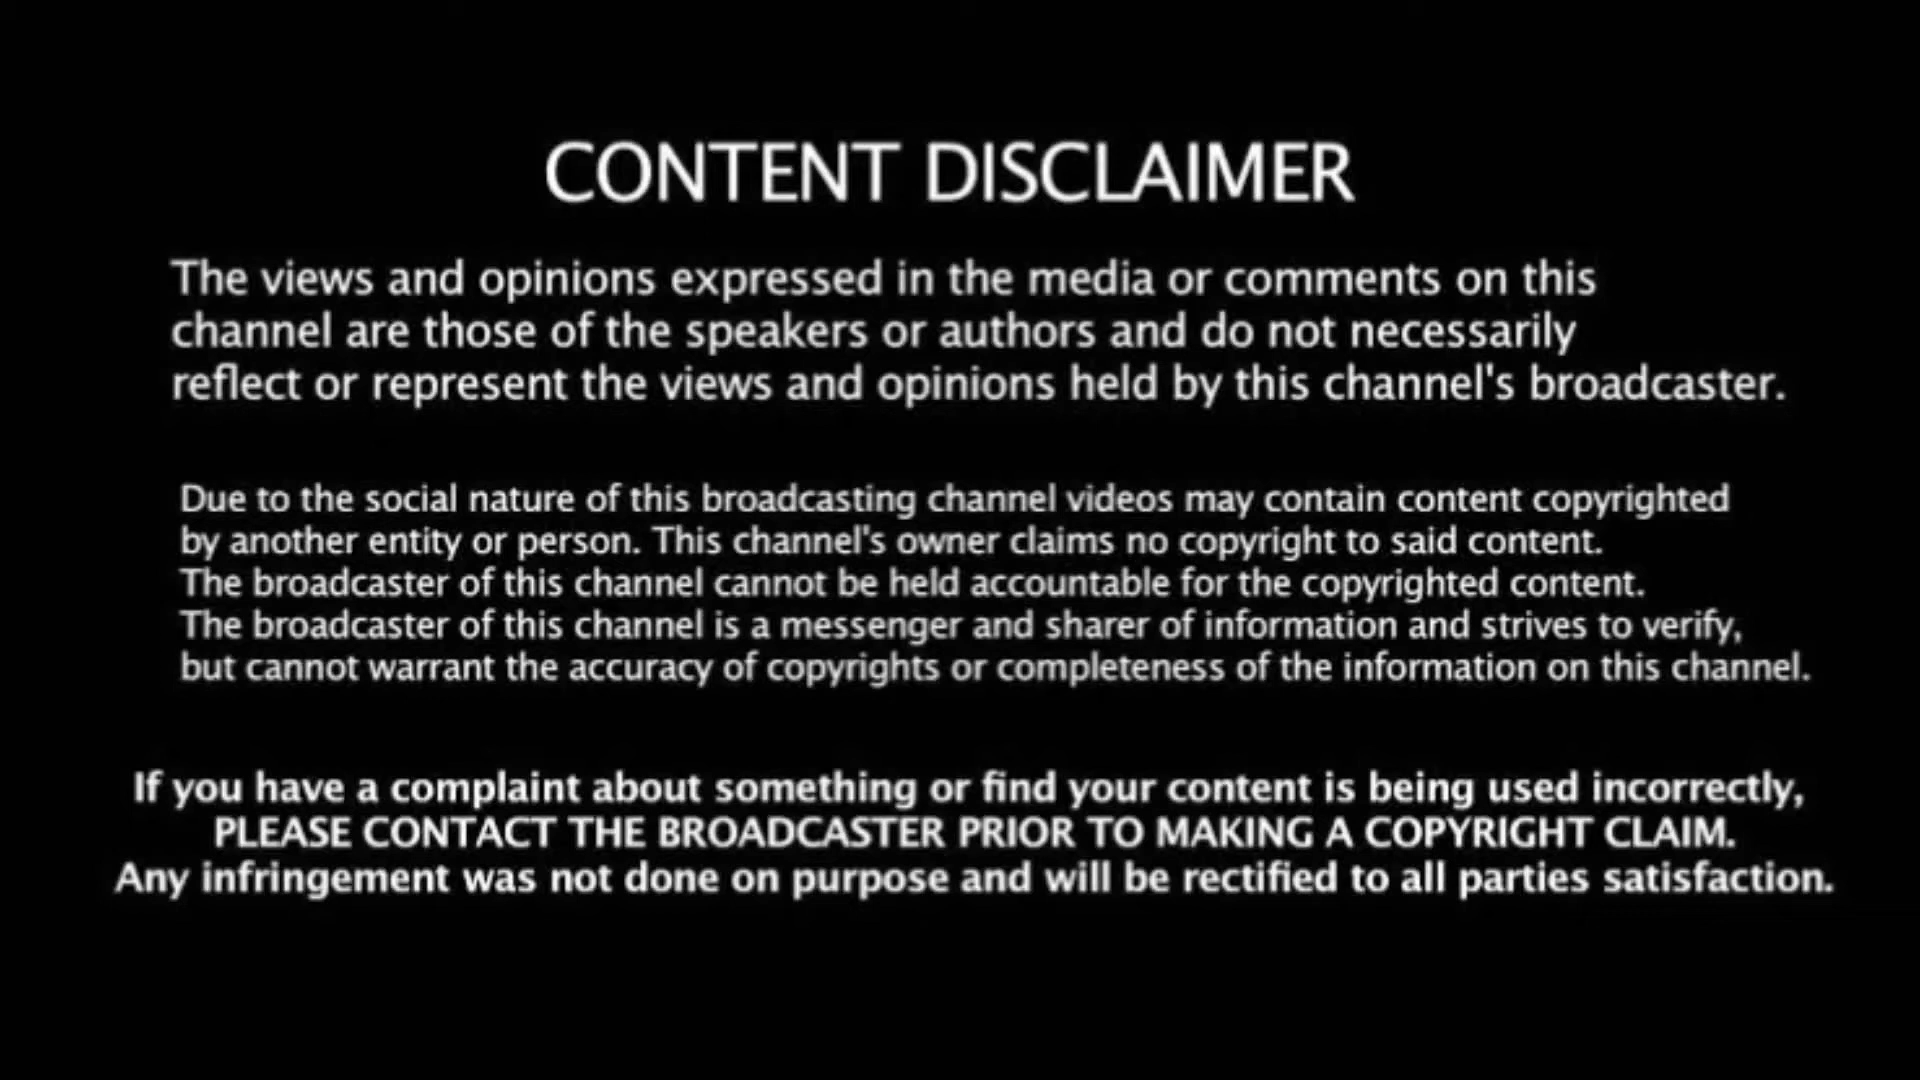 CONTENT DISCLAIMER
The views and opinions expressed in the media or comments on this
channel are those of the speakers or authors and do not necessarily
reflect or represent the views and opinions held by this channel's broadcaster.
Due to the social nature of this broadcasting channel videos may contain content copyrighted
by another entity or person. This channel's owner claims no copyright to said content.
The broadcaster of this channel cannot be held accountable for the copyrighted content.
The broadcaster of this channel is a messenger and sharer of information and strives to verify,
but cannot warrant the accuracy of copyrights or completeness of the information on this channel.
If you have a complaint about something or find your content is being used incorrectly,
PLEASE CONTACT THE BROADCASTER PRIOR TO MAKING A COPYRIGHT CLAIM.
Any infringement was not done on purpose and will be rectified to all parties satisfaction.